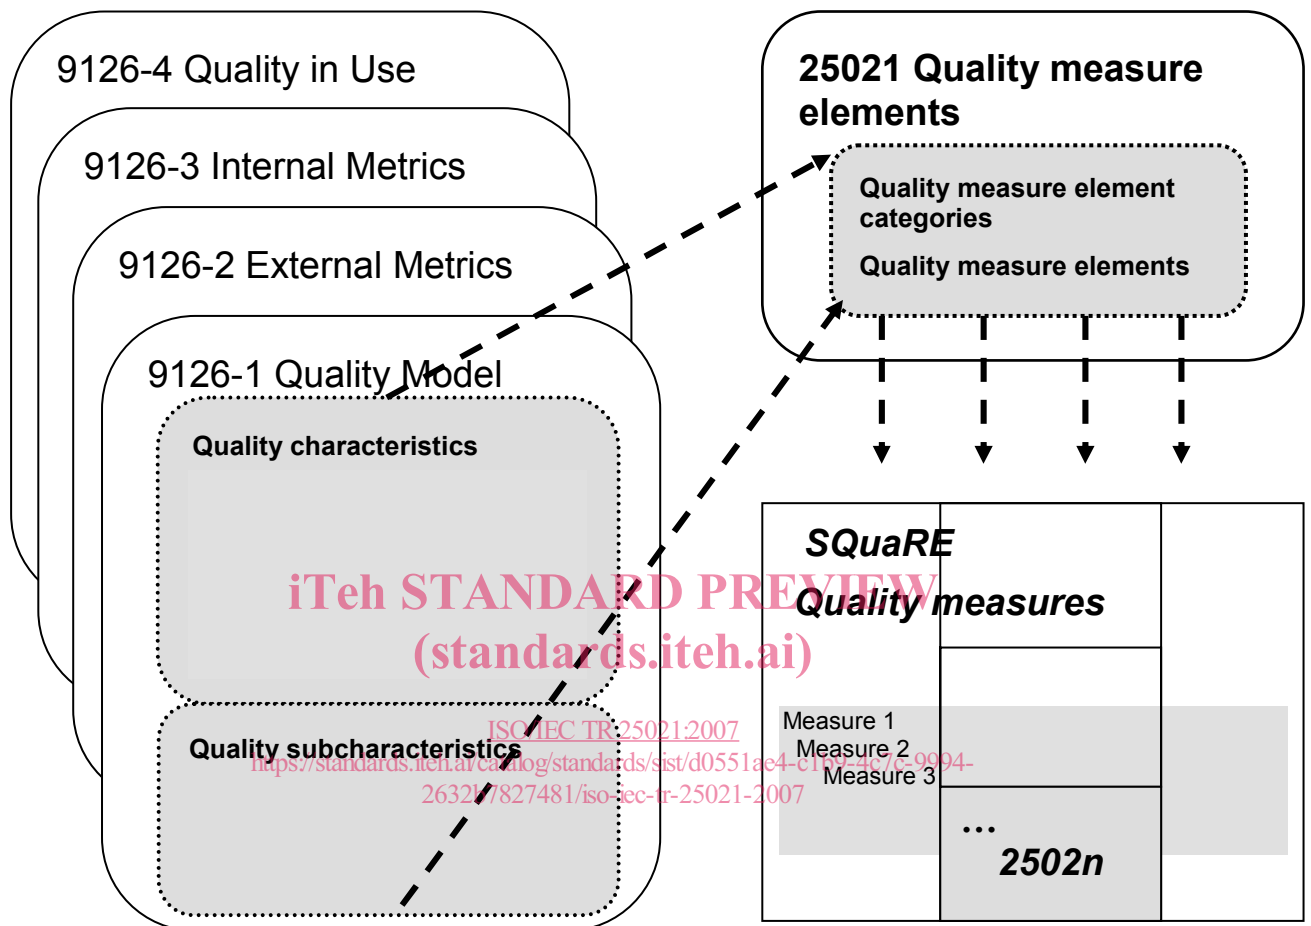 9126-4 Quality in Use
9126-3 Internal Metrics
9126-2 External Metrics
9126-1 Quality Model
Quality characteristics
Quality subcharacteristics
25021 Quality measure
elements
Quality measure element
categories
Quality measure elements
SQuaRE
Quality measures
Measure 1
Measure 2
Measure 3
...
2502n
iTeh STANDARD PREVIEW
(standards.iteh.ai)
ISO/IEC TR 25021:2007
https://standards.iteh.ai/catalog/standards/sist/d0551ae4-c1b9-4c7c-9994-
2632b7827481/iso-iec-tr-25021-2007